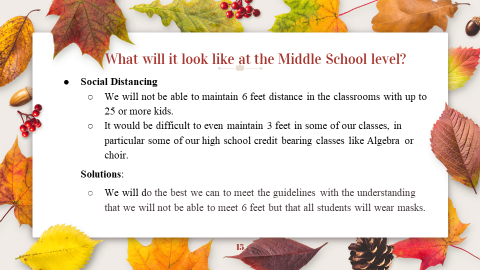 What will it look like at the Middle School level?
● Social Distancing
○ We will not be able to maintain 6 feet distance in the classrooms with up to
25 or more kids.
○ It would be difficult to even maintain 3 feet in some of our classes, in
particular some of our high school credit bearing classes like Algebra or
choir.
Solutions:
○ We will do the best we can to meet the guidelines with the understanding
that we will not be able to meet 6 feet but that all students will wear masks.
15